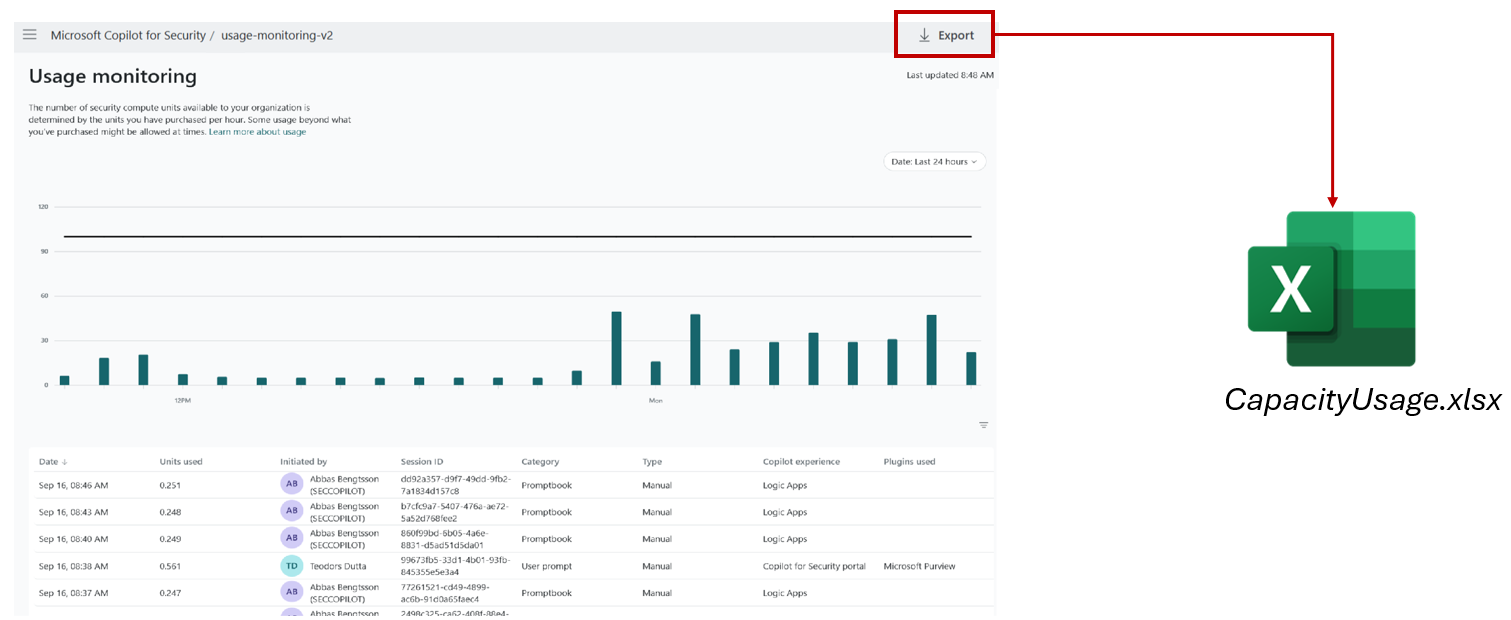 Microsoft Copilot for Security / usage-monitoring-v2
Export
Usage monitoring
Last updated 8:48 AM
The number of security compute units available to your organization is
determined by the units you have purchased per hour. Some usage beyond what
you've purchased might be allowed at times. Learn more about usage
Date: Last 24 hours
120
90
60
30
0
12PM
Mon
X
CapacityUsage.xlsx
Date Units used Initiated by Session ID Category Type Copilot experience Plugins used
Sep 16, 08:46 AM 0.251 AB Abbas Bengtsson (SECCOPILOT) dd92a357-d9f7-49dd-9fb2-7a1834d157c8 Promptbook Manual Logic Apps
Sep 16, 08:43 AM 0.248 AB Abbas Bengtsson (SECCOPILOT) b7cfc9a7-5407-476a-ae72-5a52d768fee2 Promptbook Manual Logic Apps
Sep 16, 08:40 AM 0.249 AB Abbas Bengtsson (SECCOPILOT) 860f99bd-6b05-4a6e-8831-d5ad51d5da01 Promptbook Manual Logic Apps
Sep 16, 08:38 AM 0.561 TD Teodors Dutta 99673fb5-33d1-4b01-93fb-845355e5e3a4 User prompt Manual Copilot for Security portal Microsoft Purview
Sep 16, 08:37 AM 0.247 AB Abbas Bengtsson (SECCOPILOT) 77261521-cd49-4899-ac6b-91d0a65faec4 Promptbook Manual Logic Apps
Abbas Bengtsson 2498c325-ca62-408f-88e4-